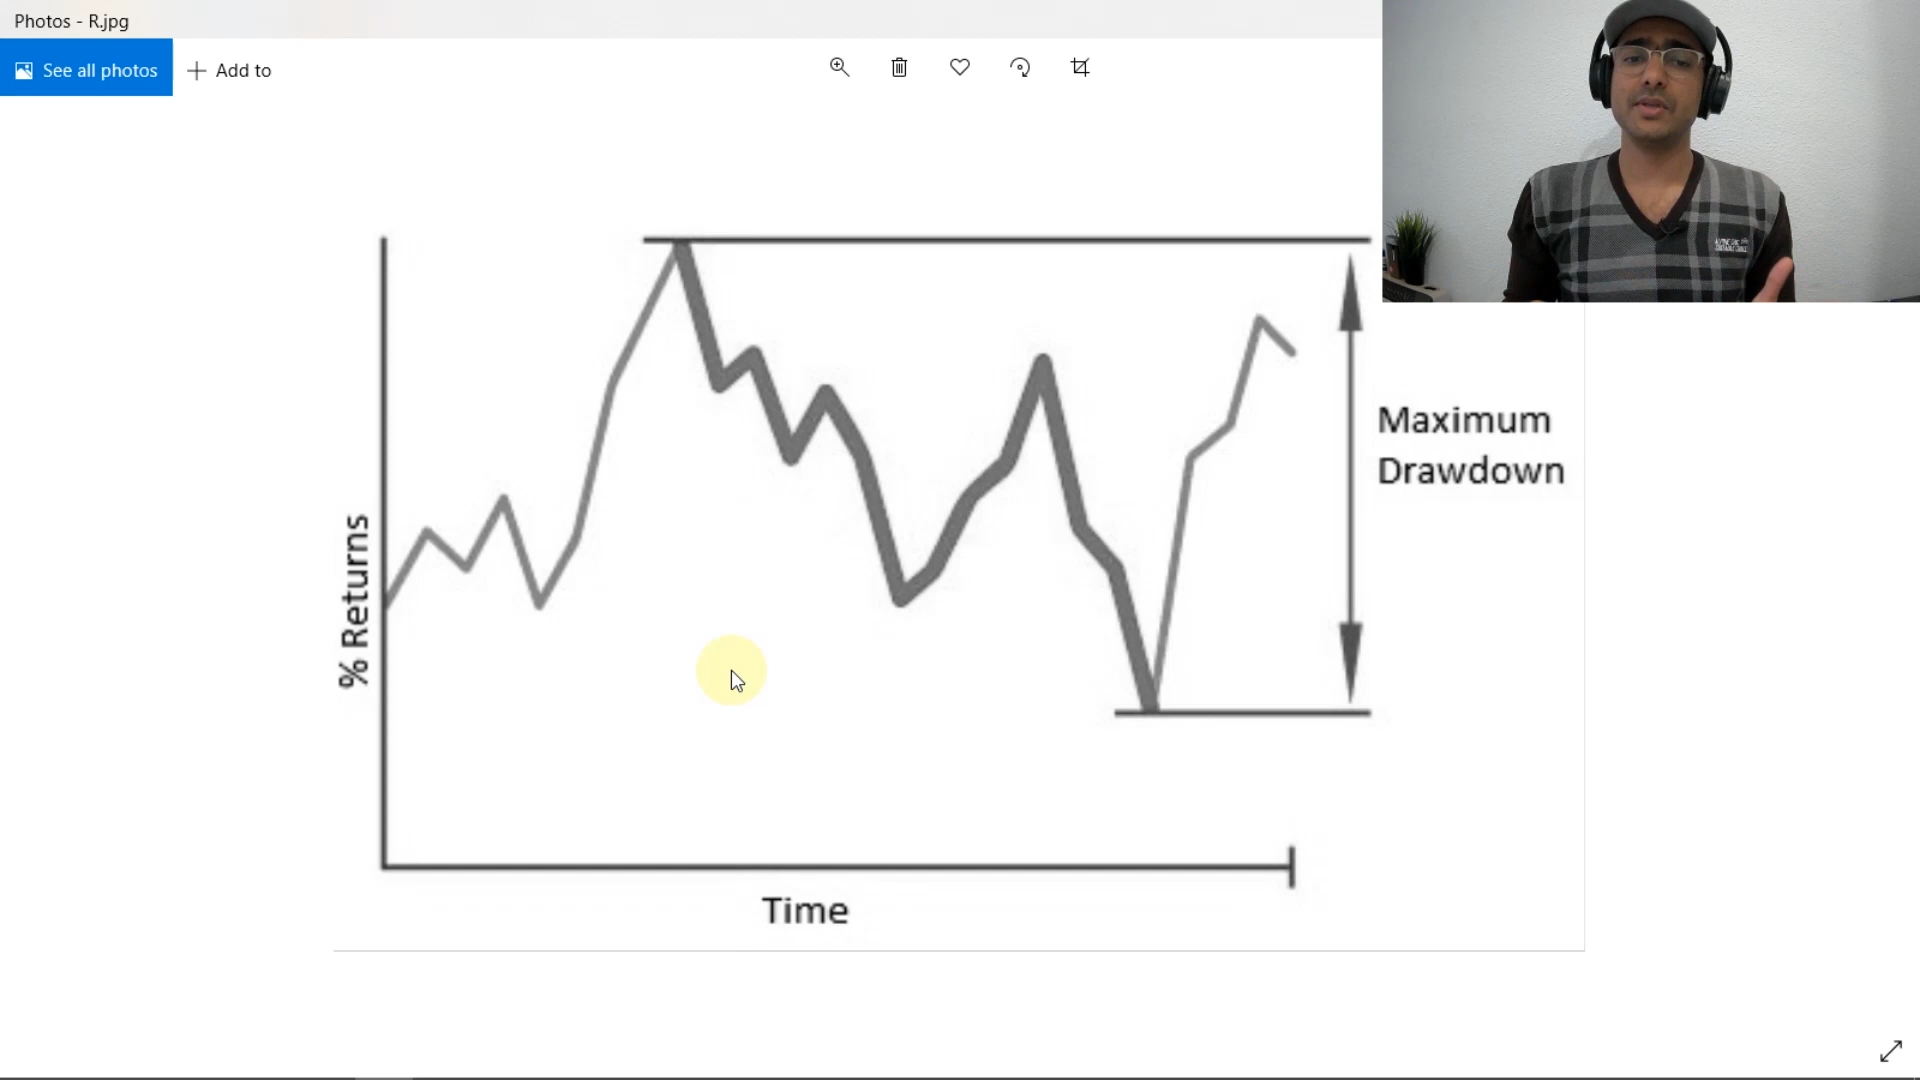 Photos - R.jpg
See all photos
Add to
Maximum
Drawdown
% Returns
Time